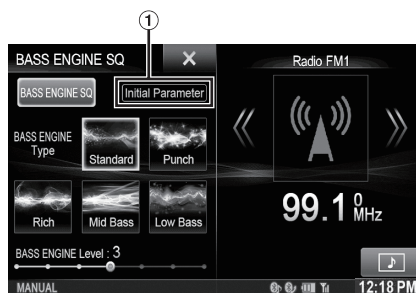 1
BASS ENGINE SQ
×
Radio FM1
BASS ENGINE SQ
Initial Parameter
BASS ENGINE
Type
Standard
Punch
Rich
Mid Bass
Low Bass
99.1 0 MHz
BASS ENGINE Level : 3
MANUAL
12:18 PM